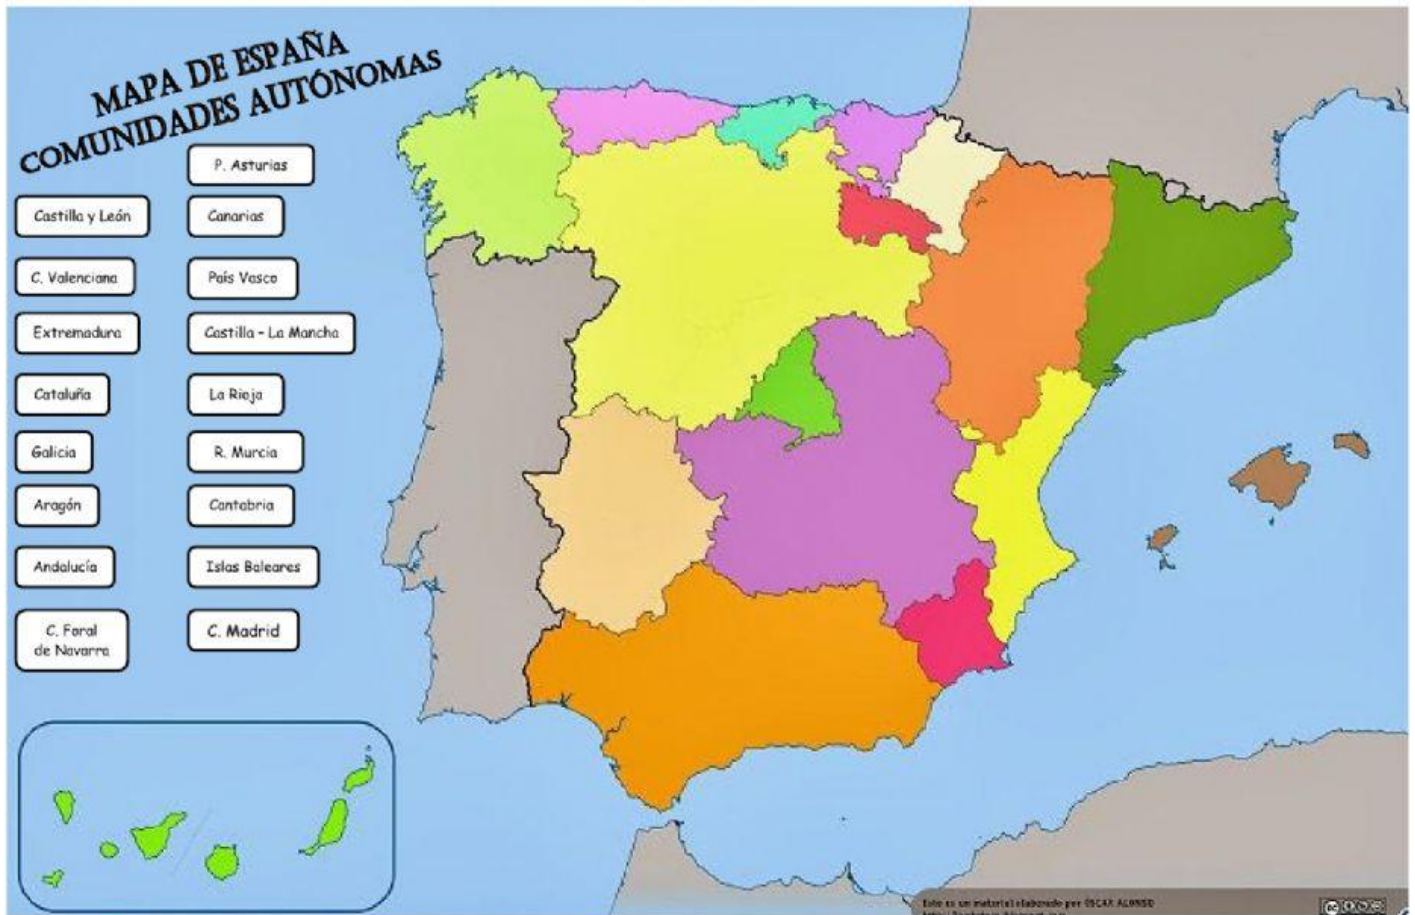 MAPA DE ESPAÑA
COMUNIDADES AUTÓNOMAS
P. Asturias
Castilla y León
Canarias
C. Valenciana
País Vasco
Extremadura
Castilla - La Mancha
Cataluña
La Rioja
Galicia
R. Murcia
Aragón
Cantabria
Andalucía
Islas Baleares
C. Foral
de Navarra
C. Madrid
Este es un material elaborado por ÓSCAR ALONSO